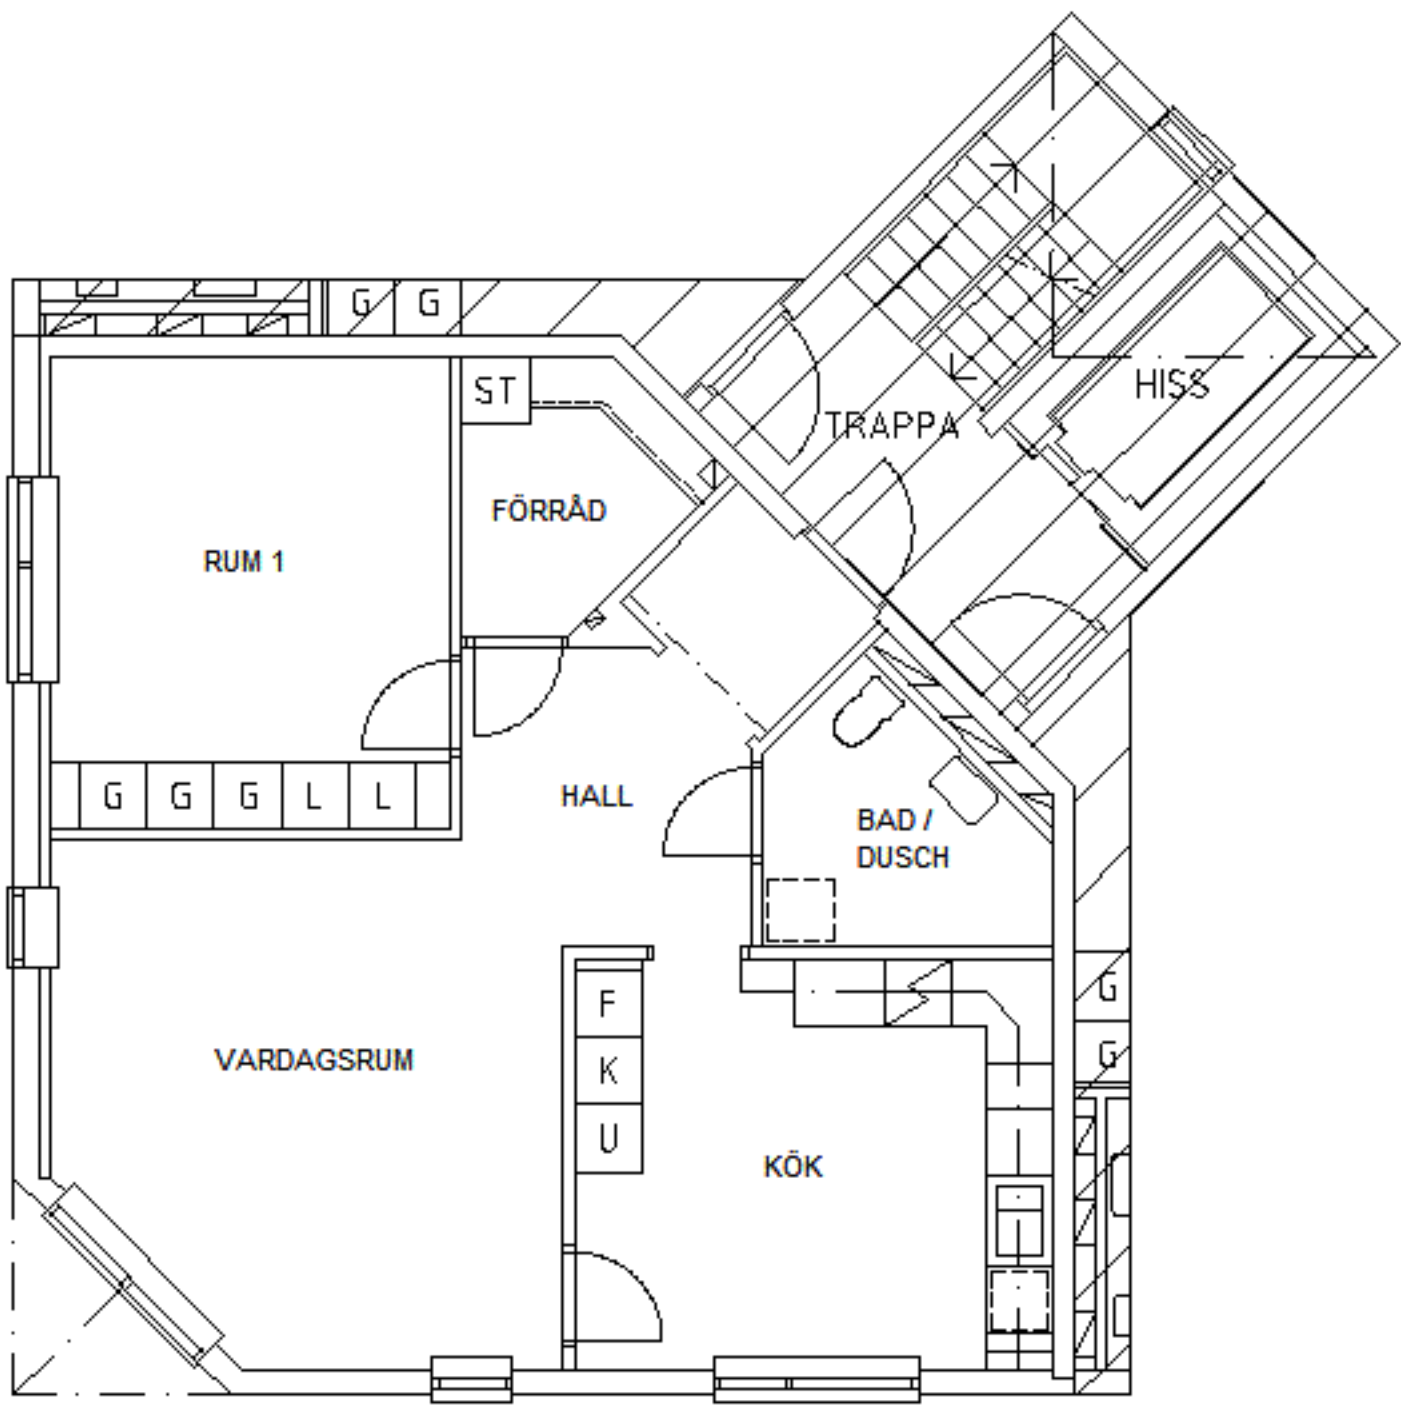 G G
ST
HISS
TRAPPA
FÖRRÅD
RUM 1
G G G L L
HALL
BAD /
DUSCH
F
K
U
G
G
VARDAGSRUM
KÖK